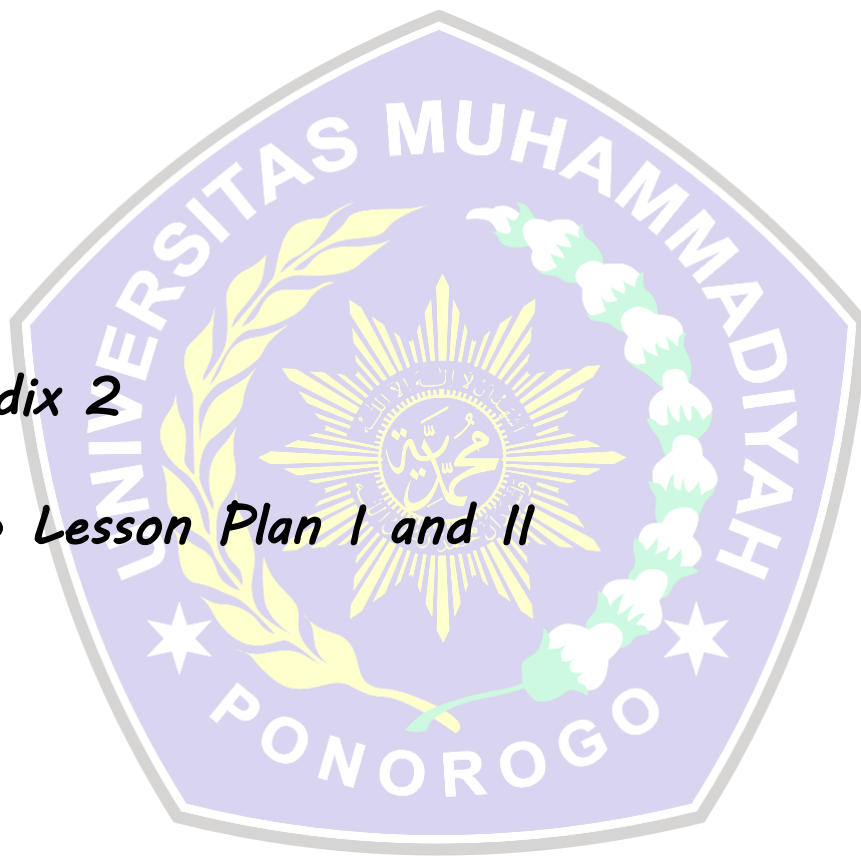 UNIVERSITAS MUHAMMADIYAH
dix 2
Lesson Plan I and II
محمدية
PONOROGO